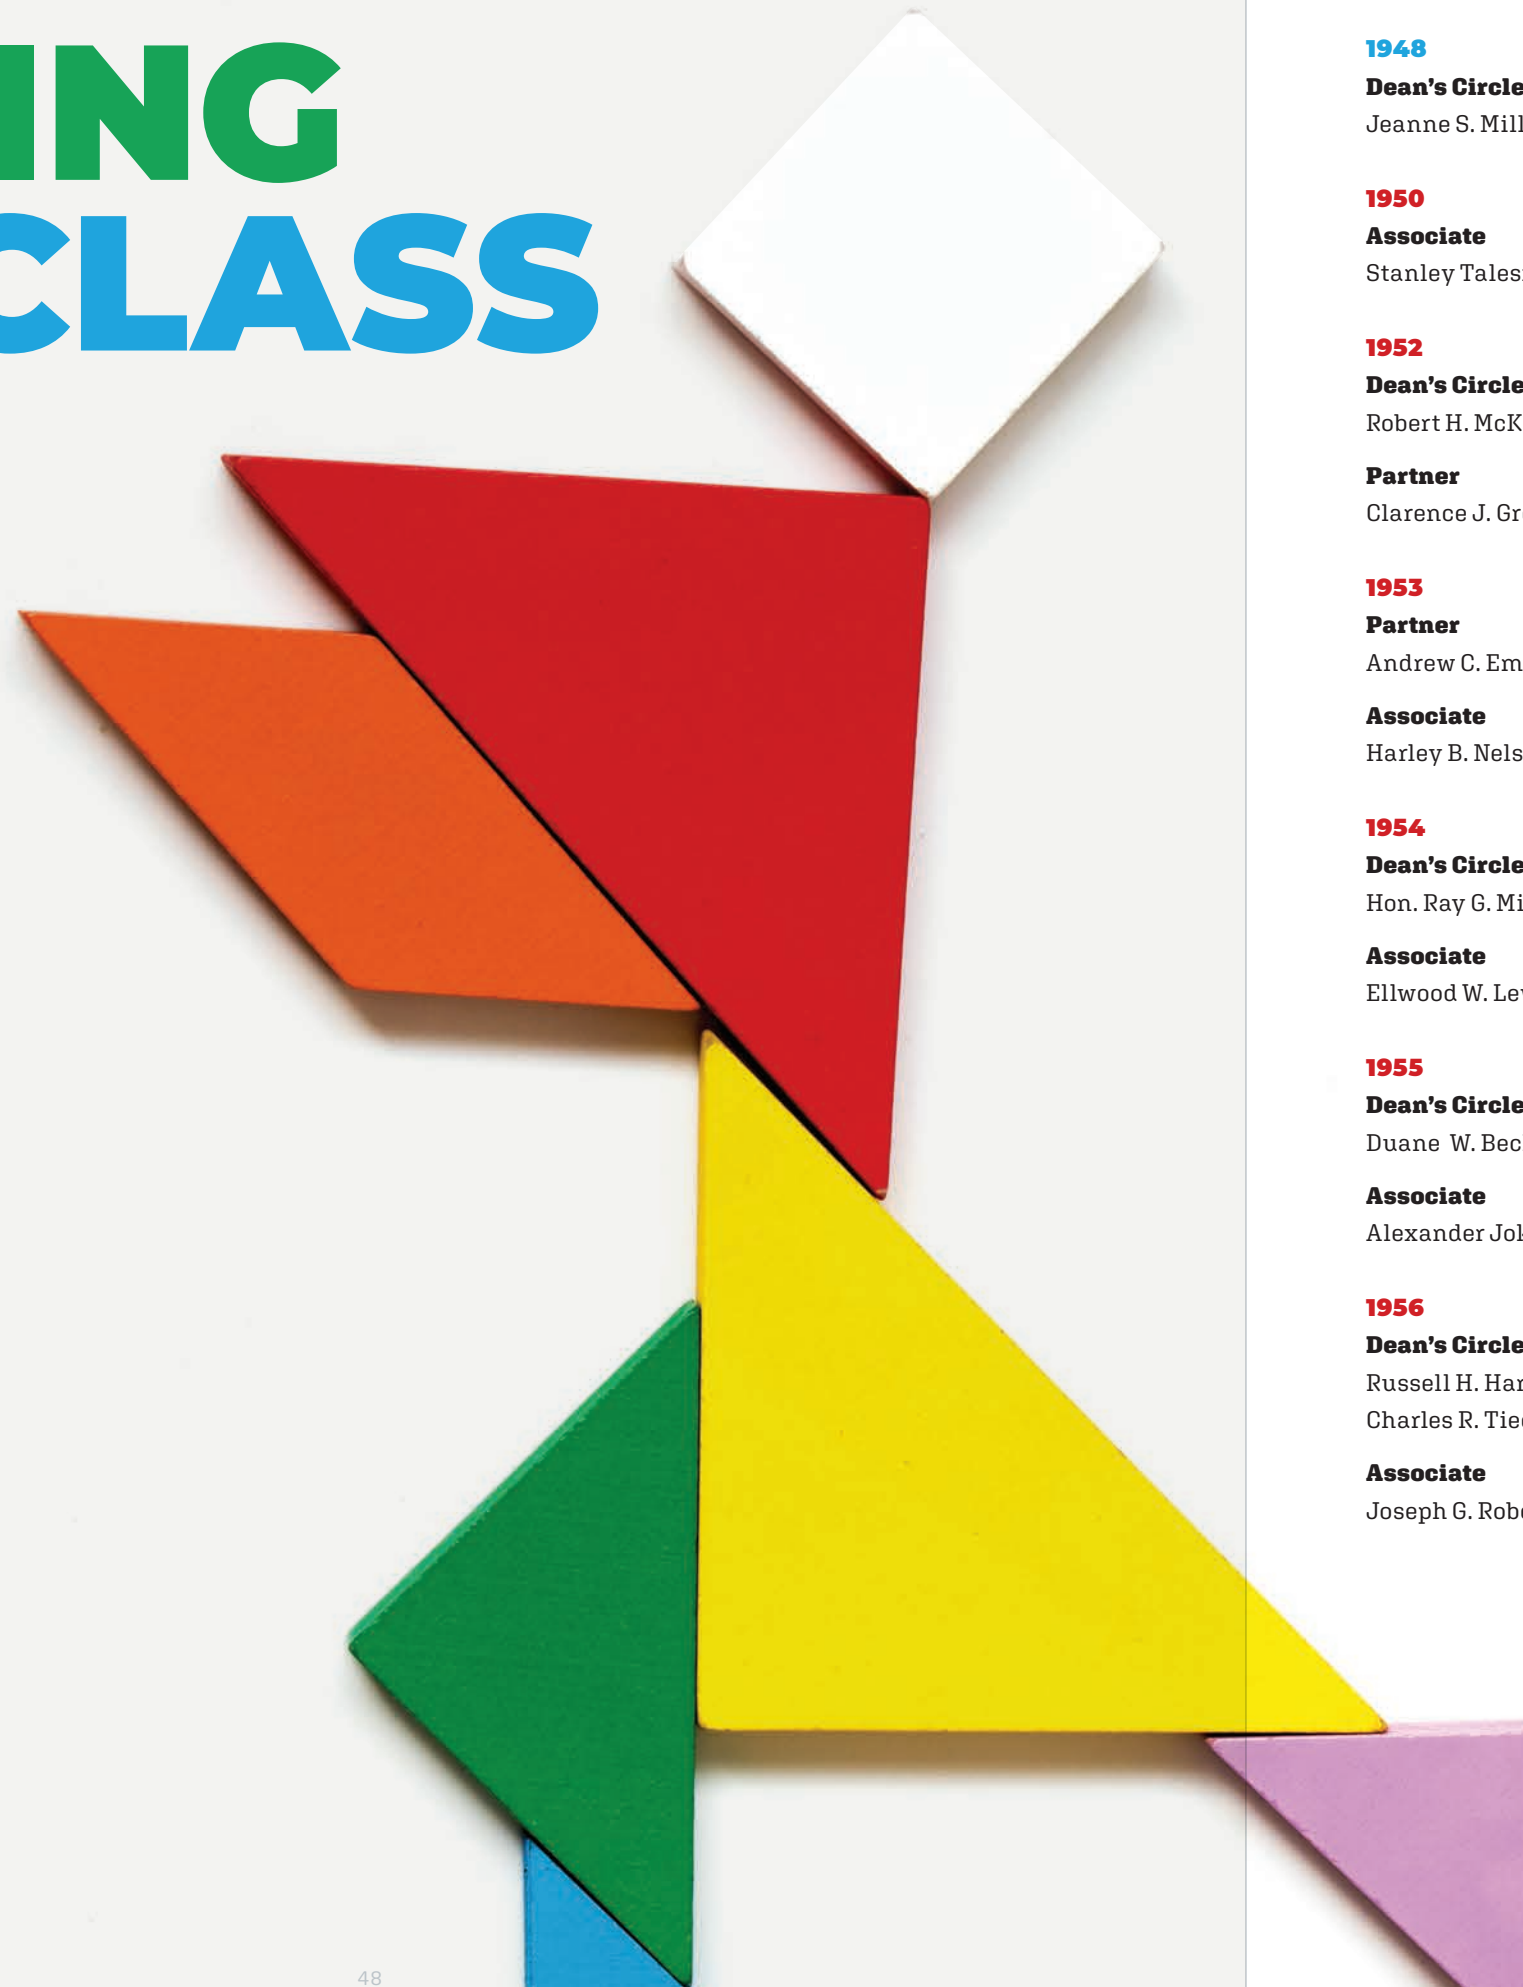 ING
CLASS
1948
Dean's Circle
Jeanne S. Mill
1950
Associate
Stanley Tales
1952
Dean's Circle
Robert H. McK
Partner
Clarence J. Gr
1953
Partner
Andrew C. Em
Associate
Harley B. Nels
1954
Dean's Circle
Hon. Ray G. Mi
Associate
Ellwood W. Le
1955
Dean's Circle
Duane W. Bec
Associate
Alexander Jo
1956
Dean's Circle
Russell H. Har
Charles R. Tie
Associate
Joseph G. Rob
48